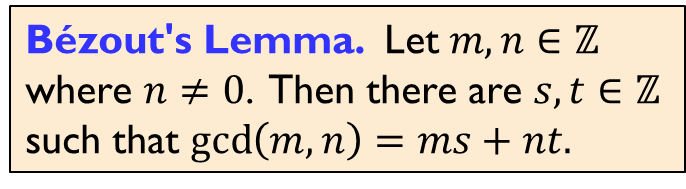 Bézout's Lemma. Let m, n ∈ ℤ
where n ≠ 0. Then there are s, t ∈ ℤ
such that gcd(m, n) = ms + nt.